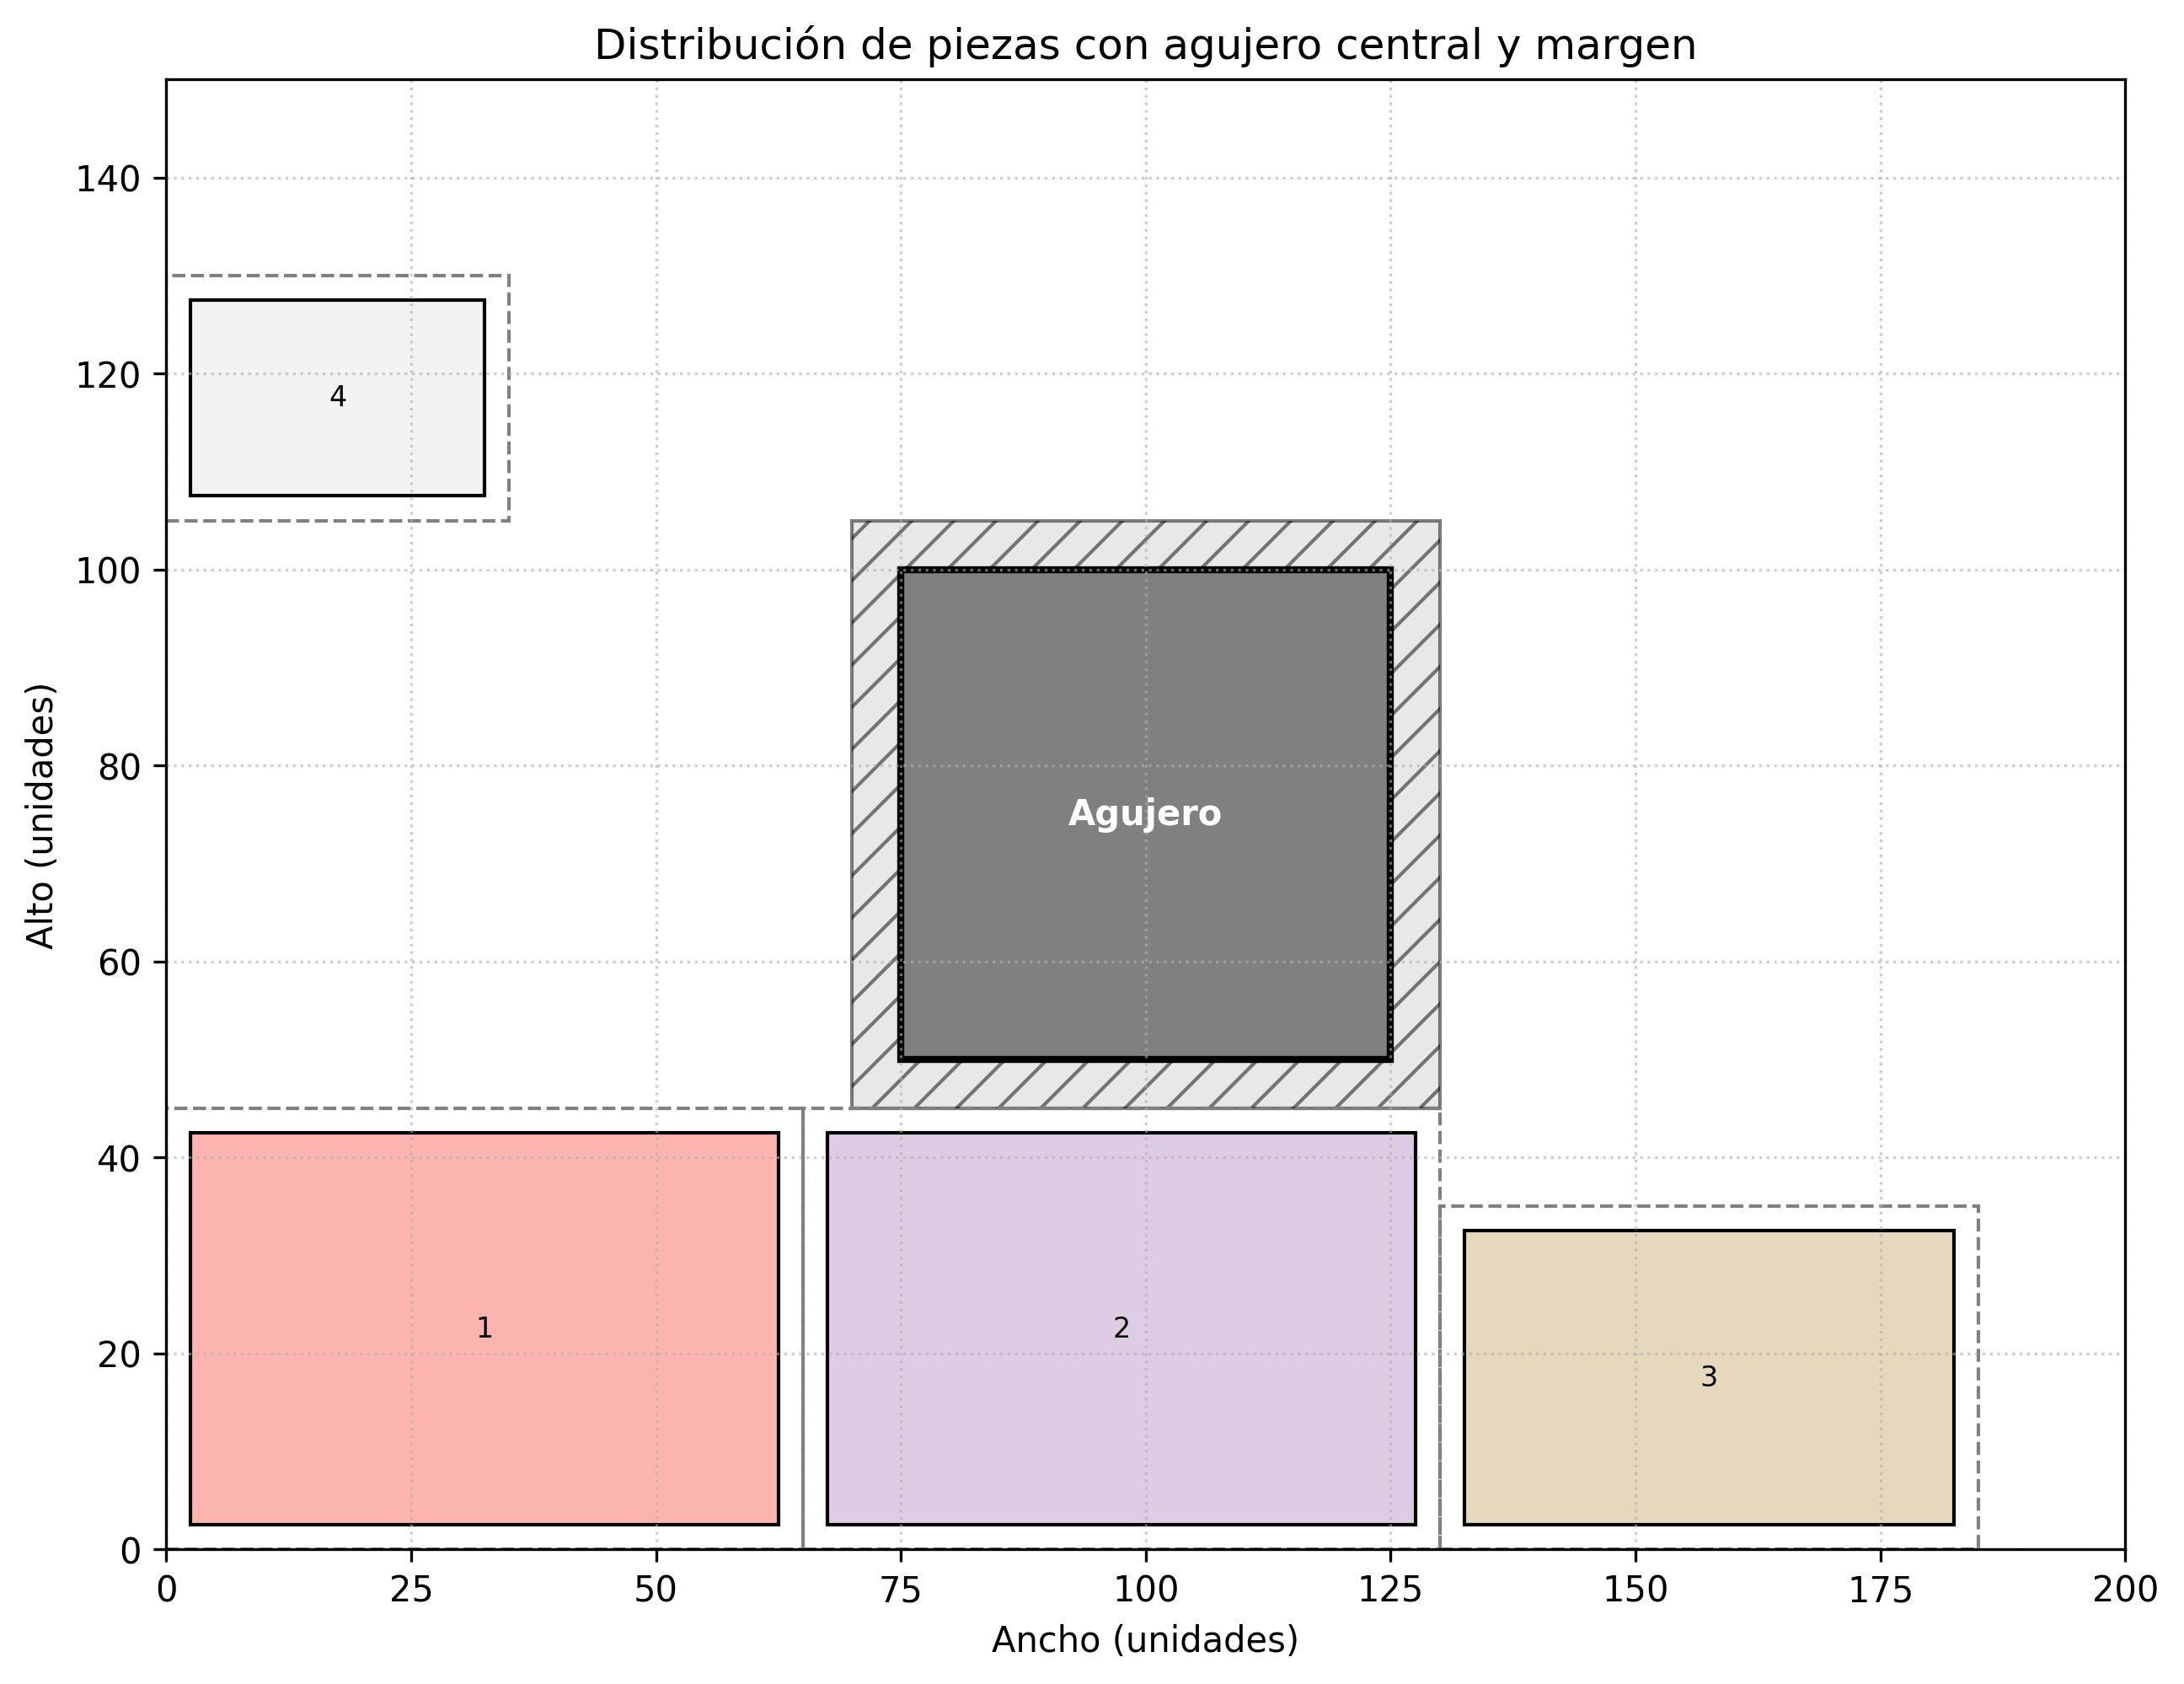 Distribución de piezas con agujero central y margen
Alto (unidades)
140
120
100
80
60
40
20
0
4
Agujero
1
2
3
0 25 50 75 100 125 150 175 200
Ancho (unidades)